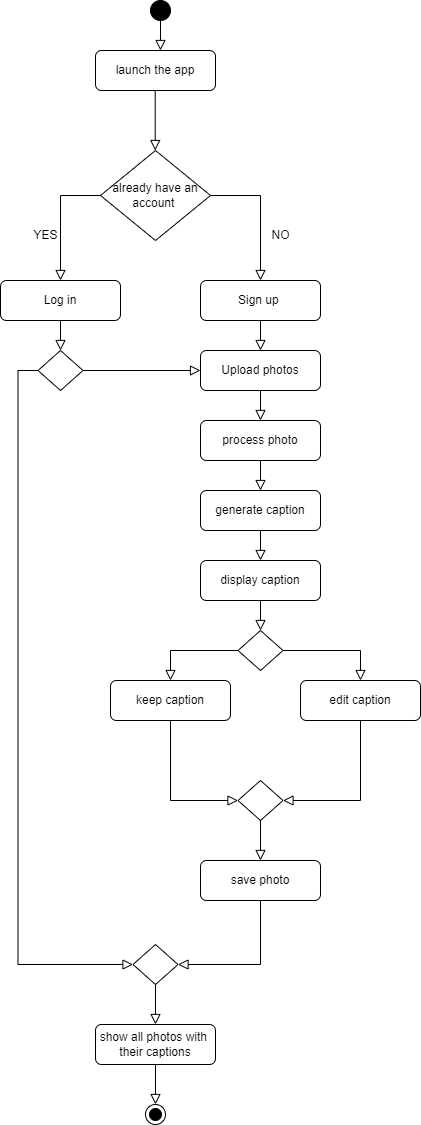 launch the app
already have an
account
YES
NO
Log in
Sign up
Upload photos
process photo
generate caption
display caption
keep caption
edit caption
save photo
show all photos with
their captions